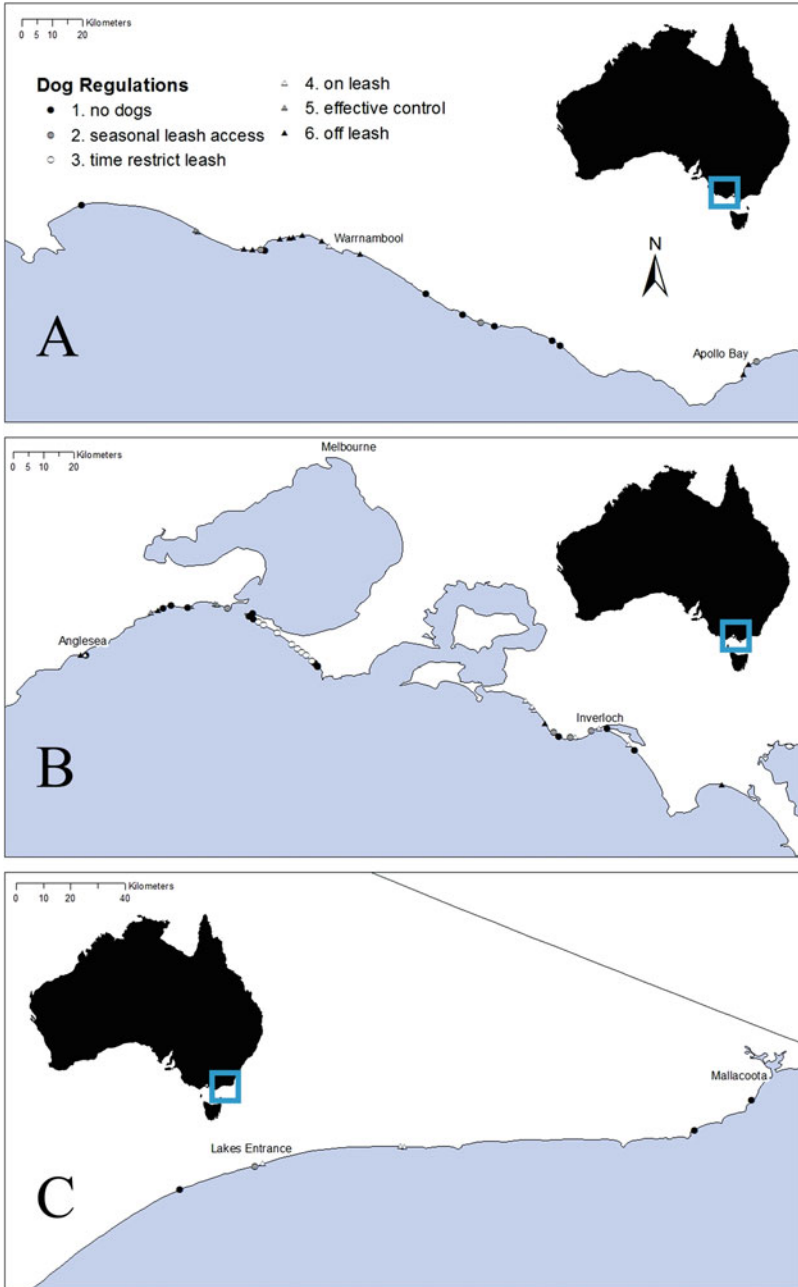 Kilometers
0 5 10 20
Dog Regulations
1. no dogs
2. seasonal leash access
3. time restrict leash
4. on leash
5. effective control
6. off leash
Warrnambool
N
Apollo Bay
A
Kilometers
0 5 10 20
Melbourne
Anglesea
Inverloch
B
Kilometers
0 10 20 40
Mallacoota
Lakes Entrance
C